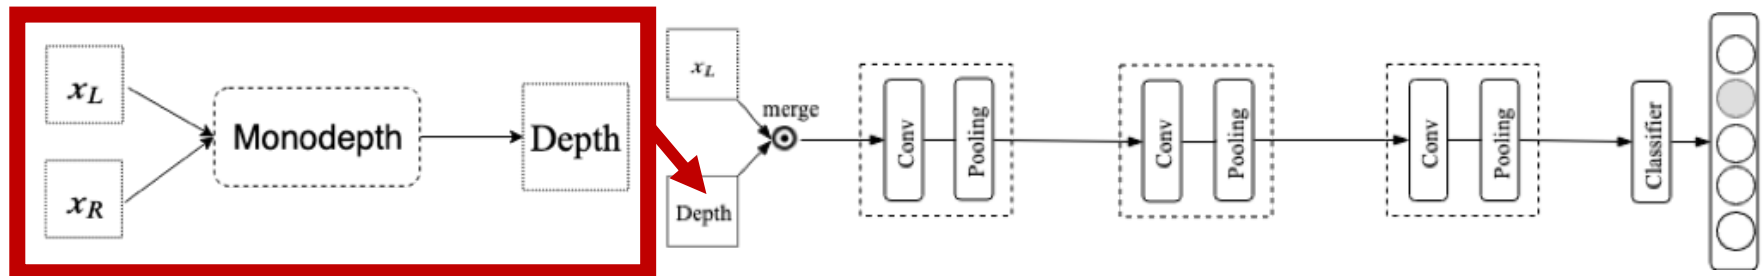 x_L
x_R
Monodepth
Depth
x_L
Depth
merge
Conv
Pooling
Conv
Pooling
Conv
Pooling
Classifier